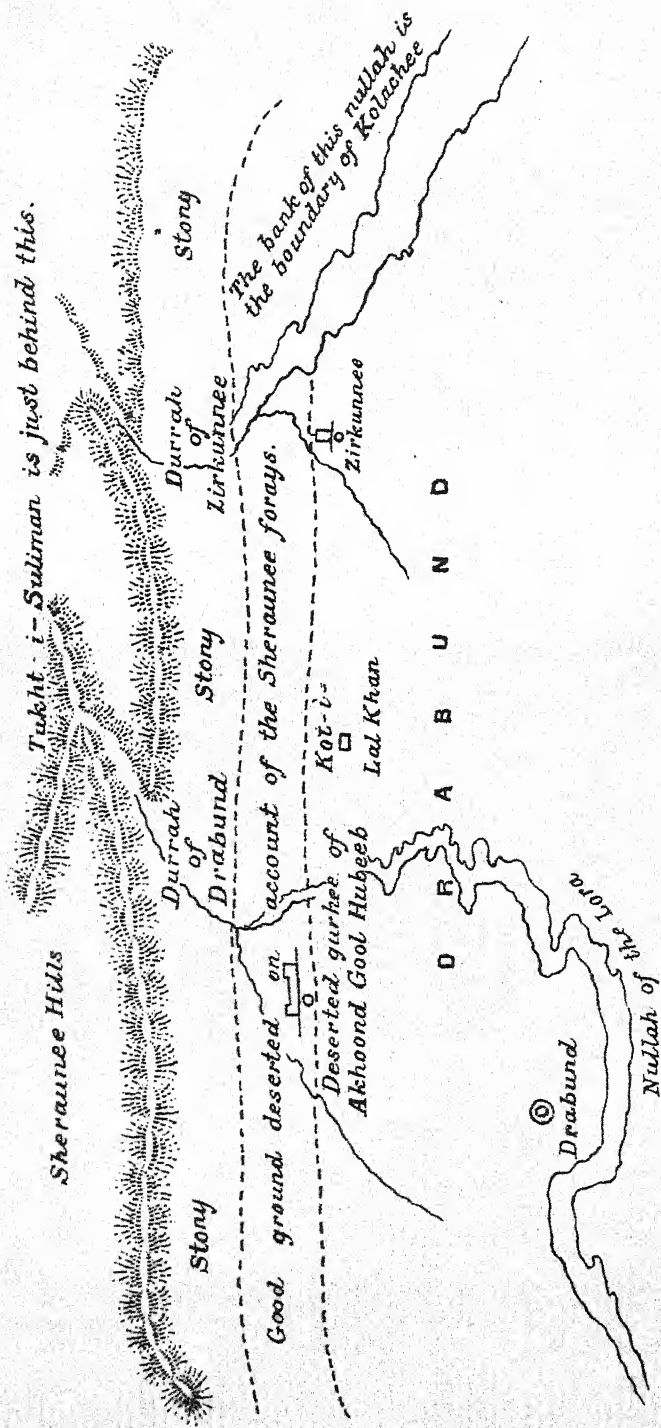 Tukht-i-Suliman is just behind this.
Sheraunee Hills
Stony
Durrah
of
Drabund
Stony
Durrah
of
Zirkunnee
Stony
Good ground deserted on account of the Sheraunee forays.
The bank of this nullah is
the boundary of Kolachee
Deserted gurhee of
Akhoond Gool Hubeeb
Kot-i-
Lal Khan
Zirkunnee
DRABUND
Drabund
Nullah of the Lora